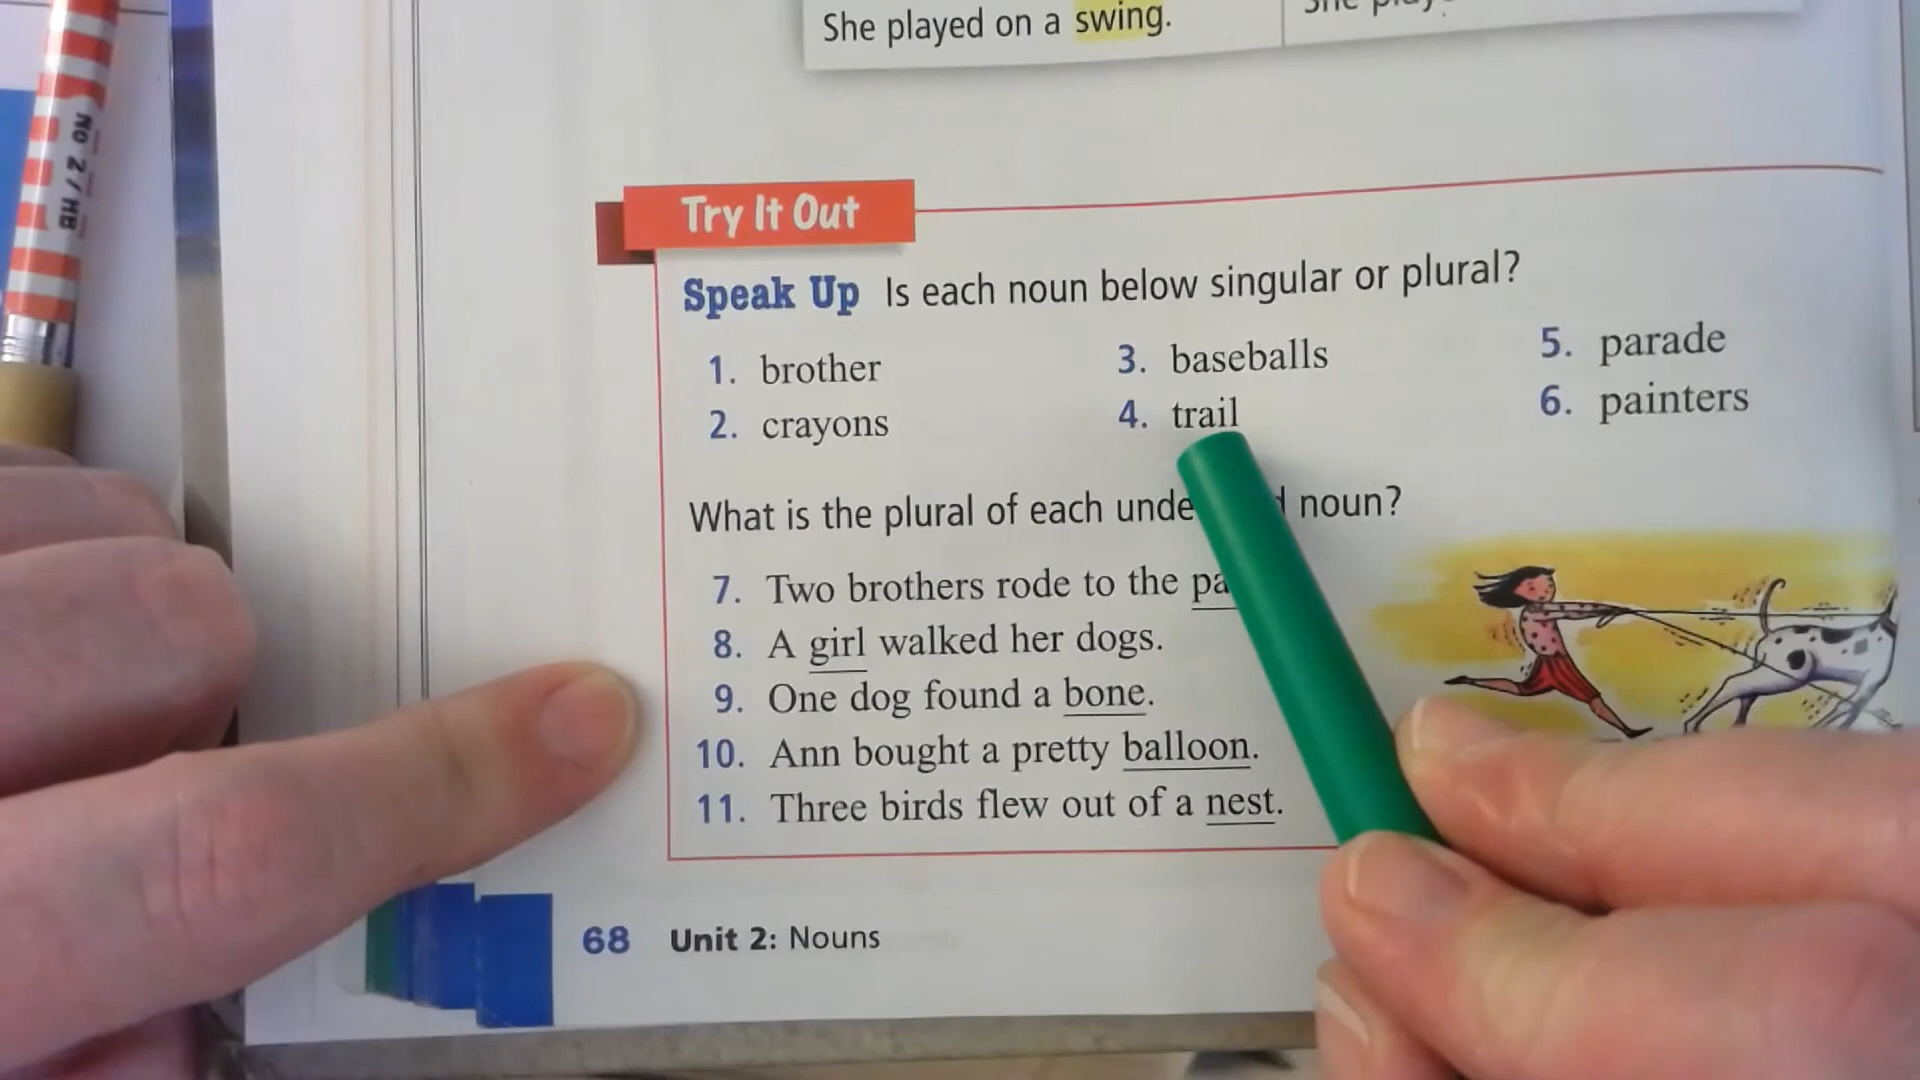 She played on a swing.
NO 2/HB
Try It Out
Speak Up Is each noun below singular or plural?
1. brother
2. crayons
3. baseballs
4. trail
5. parade
6. painters
What is the plural of each noun?
7. Two brothers rode to the
8. A girl walked her dogs.
9. One dog found a bone.
10. Ann bought a pretty balloon.
11. Three birds flew out of a nest.
68 Unit 2: Nouns